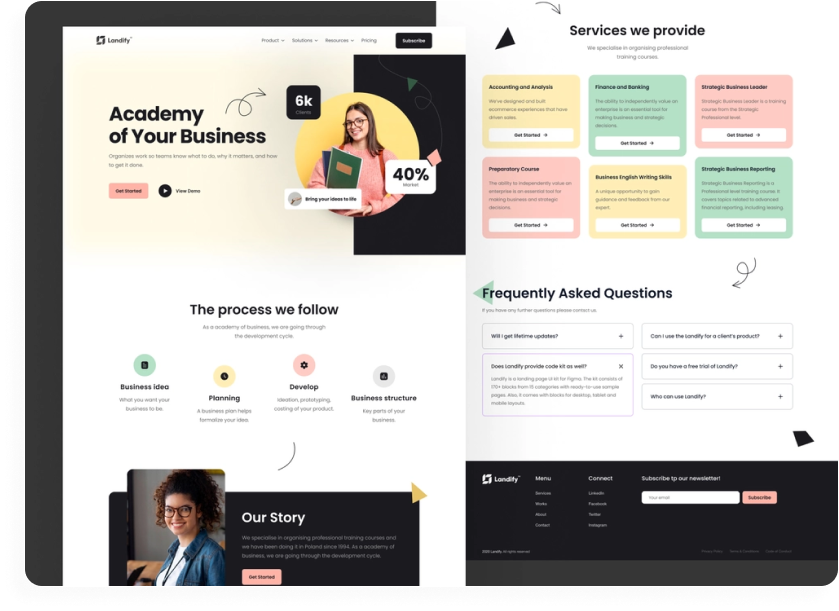 Landify
Product
Solutions
Resources
Pricing
Subscribe
Academy
of Your Business
Organizes work so teams know what to do, why it matters, and how
to get it done.
Get Started
View Demo
6k
Clients
40%
Market
Bring your ideas to life
The process we follow
As a academy of business, we are going through
the development cycle.
Business idea
What you want your
business to be.
Planning
A business plan helps
formalize your idea.
Develop
Ideation, prototyping,
costing of your product.
Business structure
Key parts of your
business.
Our Story
We specialise in organising professional training courses and
we have been doing it in Poland since 1994. As a academy of
business, we are going through the development cycle.
Get Started
Services we provide
We specialise in organising professional
training courses.
Accounting and Analysis
We've designed and built
ecommerce experiences that have
driven sales.
Get Started
Finance and Banking
The ability to independently value an
enterprise is an essential tool for
making business and strategic
decisions.
Get Started
Strategic Business Leader
Strategic Business Leader is a training
course from the Strategic
Professional level.
Get Started
Preparatory Course
The ability to independently value an
enterprise is an essential tool for
making business and strategic
decisions.
Get Started
Business English Writing Skills
A unique opportunity to gain
guidance and feedback from our
expert.
Get Started
Strategic Business Reporting
Strategic Business Reporting is a
Professional level training course. It
covers topics related to advanced
financial reporting, including leasing.
Get Started
Frequently Asked Questions
If you have any further questions please contact us.
Will I get lifetime updates?
Does Landify provide code kit as well?
Landify is a landing page UI kit for Figma. The kit consists of
170+ blocks from 15 categories with ready-to-use sample
pages. Also, it comes with blocks for desktop, tablet and
mobile layouts.
Can I use the Landify for a client's product?
Do you have a free trial of Landify?
Who can use Landify?
Landify
Menu
Services
Works
About
Contact
Connect
LinkedIn
Facebook
Twitter
Instagram
Subscribe tp our newsletter!
Your email
Subscribe
Landify. All rights reserved
Privacy Policy
Terms & Conditions